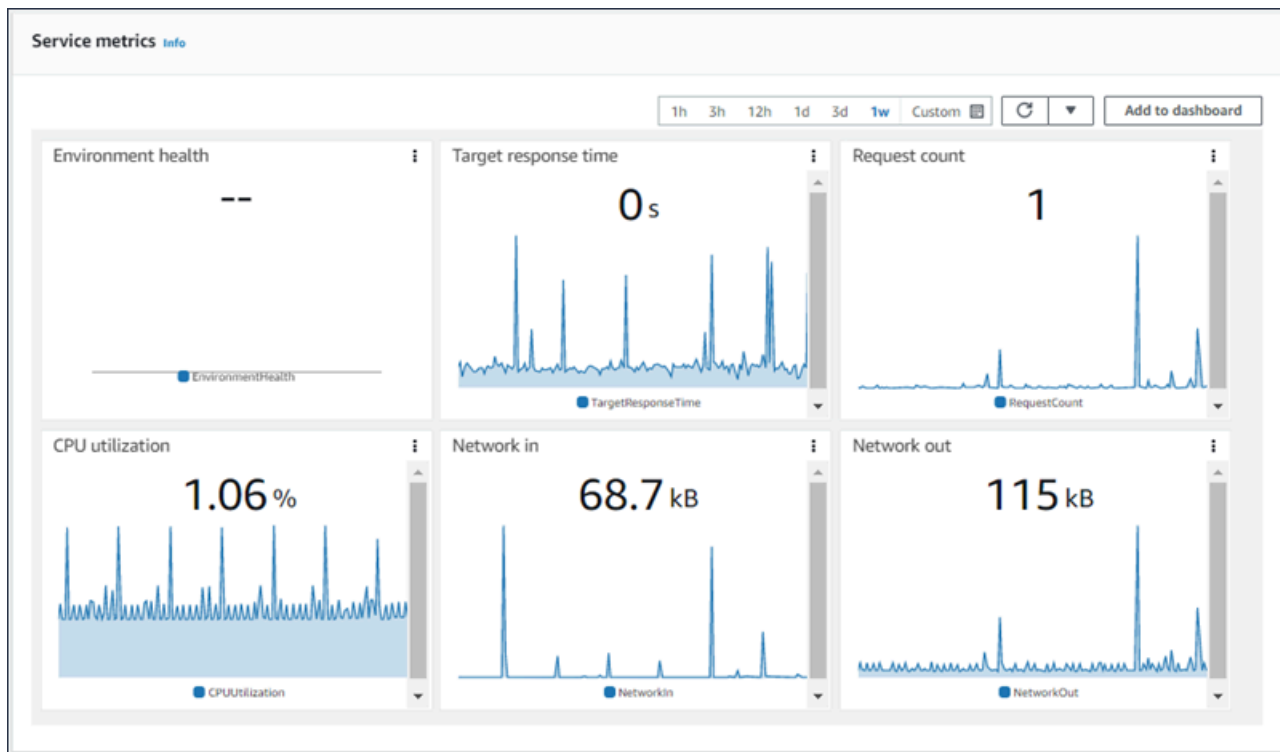 Service metrics Info
1h 3h 12h 1d 3d 1w Custom Add to dashboard
Environment health
--
EnvironmentHealth
Target response time
0 s
TargetResponseTime
Request count
1
RequestCount
CPU utilization
1.06 %
CPUUtilization
Network in
68.7 kB
NetworkIn
Network out
115 kB
NetworkOut